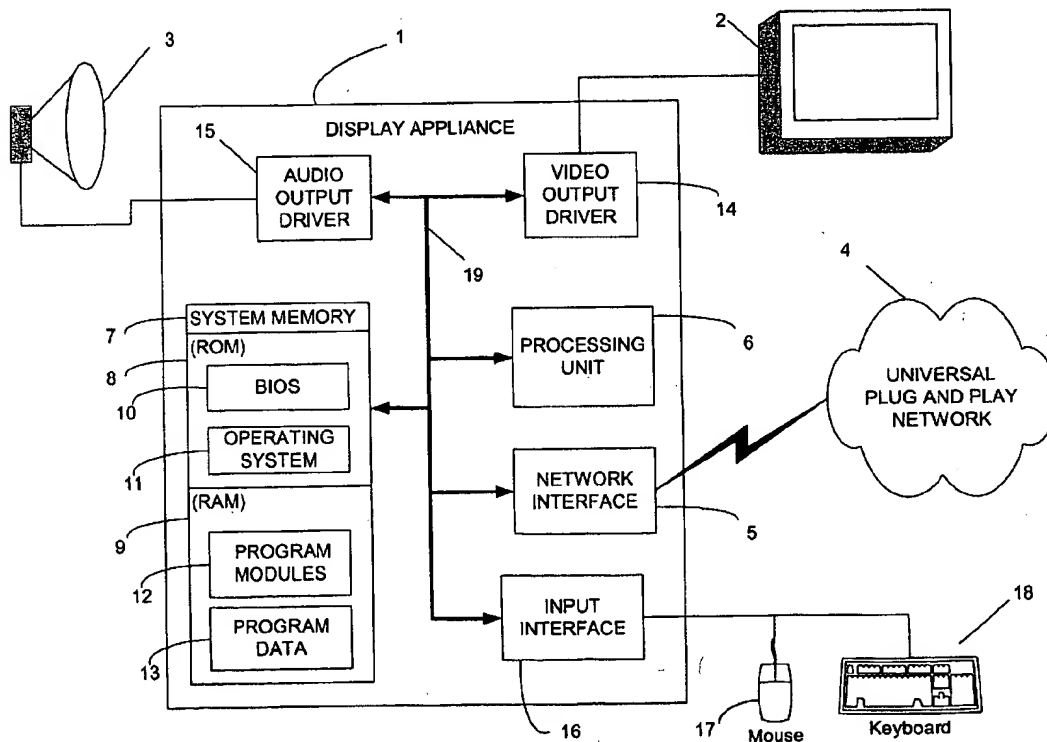 3
1
2
DISPLAY APPLIANCE
15
AUDIO
OUTPUT
DRIVER
VIDEO
OUTPUT
DRIVER
14
19
4
7
SYSTEM MEMORY
(ROM)
8
BIOS
10
OPERATING
SYSTEM
11
PROCESSING
UNIT
6
UNIVERSAL
PLUG AND PLAY
NETWORK
(RAM)
9
PROGRAM
MODULES
12
PROGRAM
DATA
13
NETWORK
INTERFACE
5
INPUT
INTERFACE
16
17
Mouse
18
Keyboard